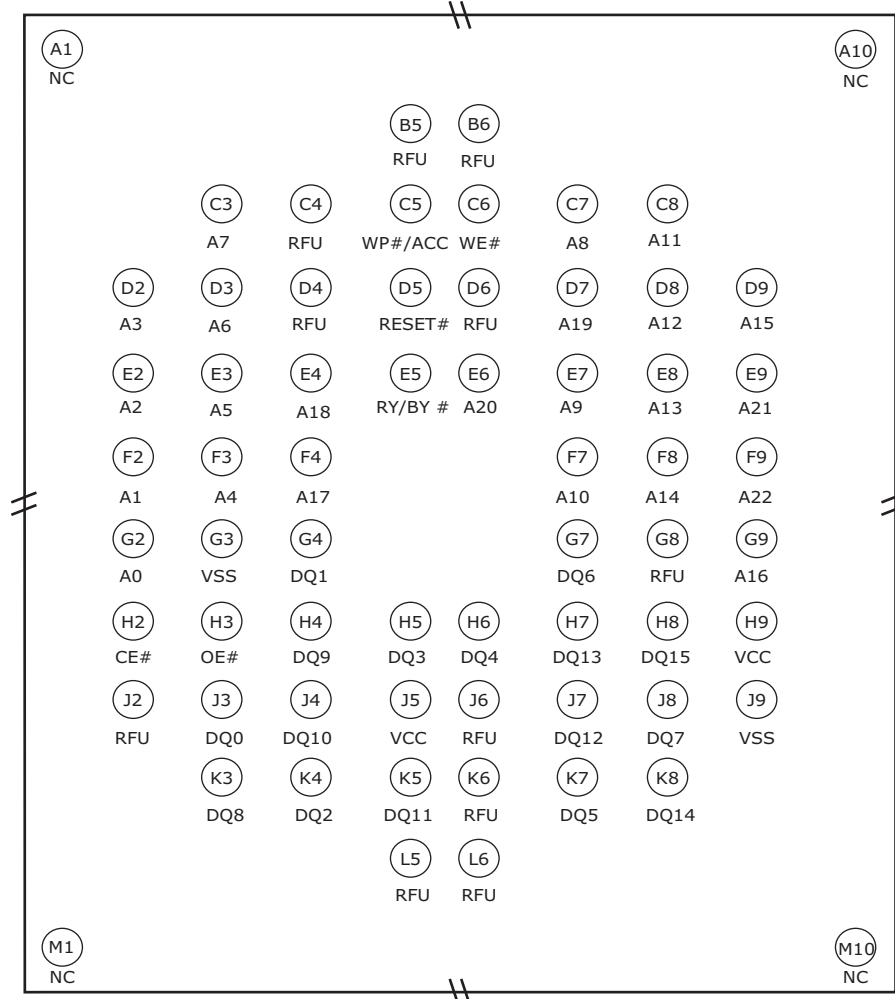 A1 A10
NC NC
B5 B6
RFU RFU
C3 C4 C5 C6 C7 C8
A7 RFU WP#/ACC WE# A8 A11
D2 D3 D4 D5 D6 D7 D8 D9
A3 A6 RFU RESET# RFU A19 A12 A15
E2 E3 E4 E5 E6 E7 E8 E9
A2 A5 A18 RY/BY # A20 A9 A13 A21
F2 F3 F4 F7 F8 F9
A1 A4 A17 A10 A14 A22
G2 G3 G4 G7 G8 G9
A0 VSS DQ1 DQ6 RFU A16
H2 H3 H4 H5 H6 H7 H8 H9
CE# OE# DQ9 DQ3 DQ4 DQ13 DQ15 VCC
J2 J3 J4 J5 J6 J7 J8 J9
RFU DQ0 DQ10 VCC RFU DQ12 DQ7 VSS
K3 K4 K5 K6 K7 K8
DQ8 DQ2 DQ11 RFU DQ5 DQ14
L5 L6
RFU RFU
M1 M10
NC NC